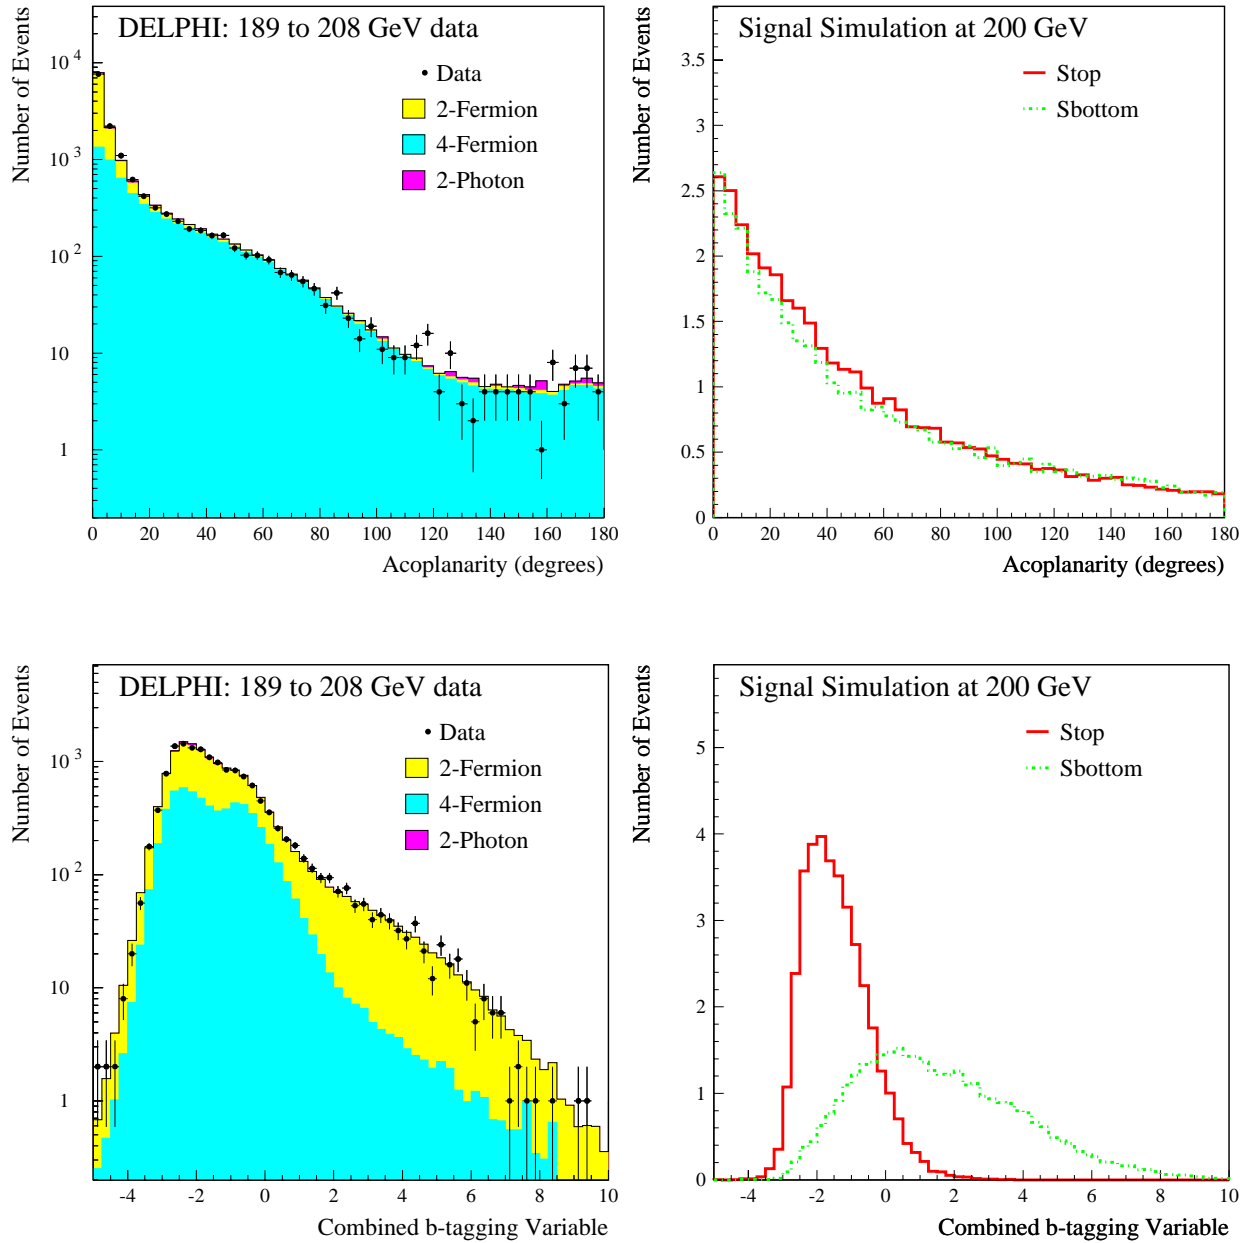 DELPHI: 189 to 208 GeV data
Number of Events
Data
2-Fermion
4-Fermion
2-Photon
10 4
10 3
10 2
10
1
0 20 40 60 80 100 120 140 160 180
Acoplanarity (degrees)
Signal Simulation at 200 GeV
Number of Events
Stop
Sbottom
3.5
3
2.5
2
1.5
1
0.5
0
0 20 40 60 80 100 120 140 160 180
Acoplanarity (degrees)
DELPHI: 189 to 208 GeV data
Number of Events
Data
2-Fermion
4-Fermion
2-Photon
10 3
10 2
10
1
-4 -2 0 2 4 6 8 10
Combined b-tagging Variable
Signal Simulation at 200 GeV
Number of Events
Stop
Sbottom
5
4
3
2
1
0
-4 -2 0 2 4 6 8 10
Combined b-tagging Variable